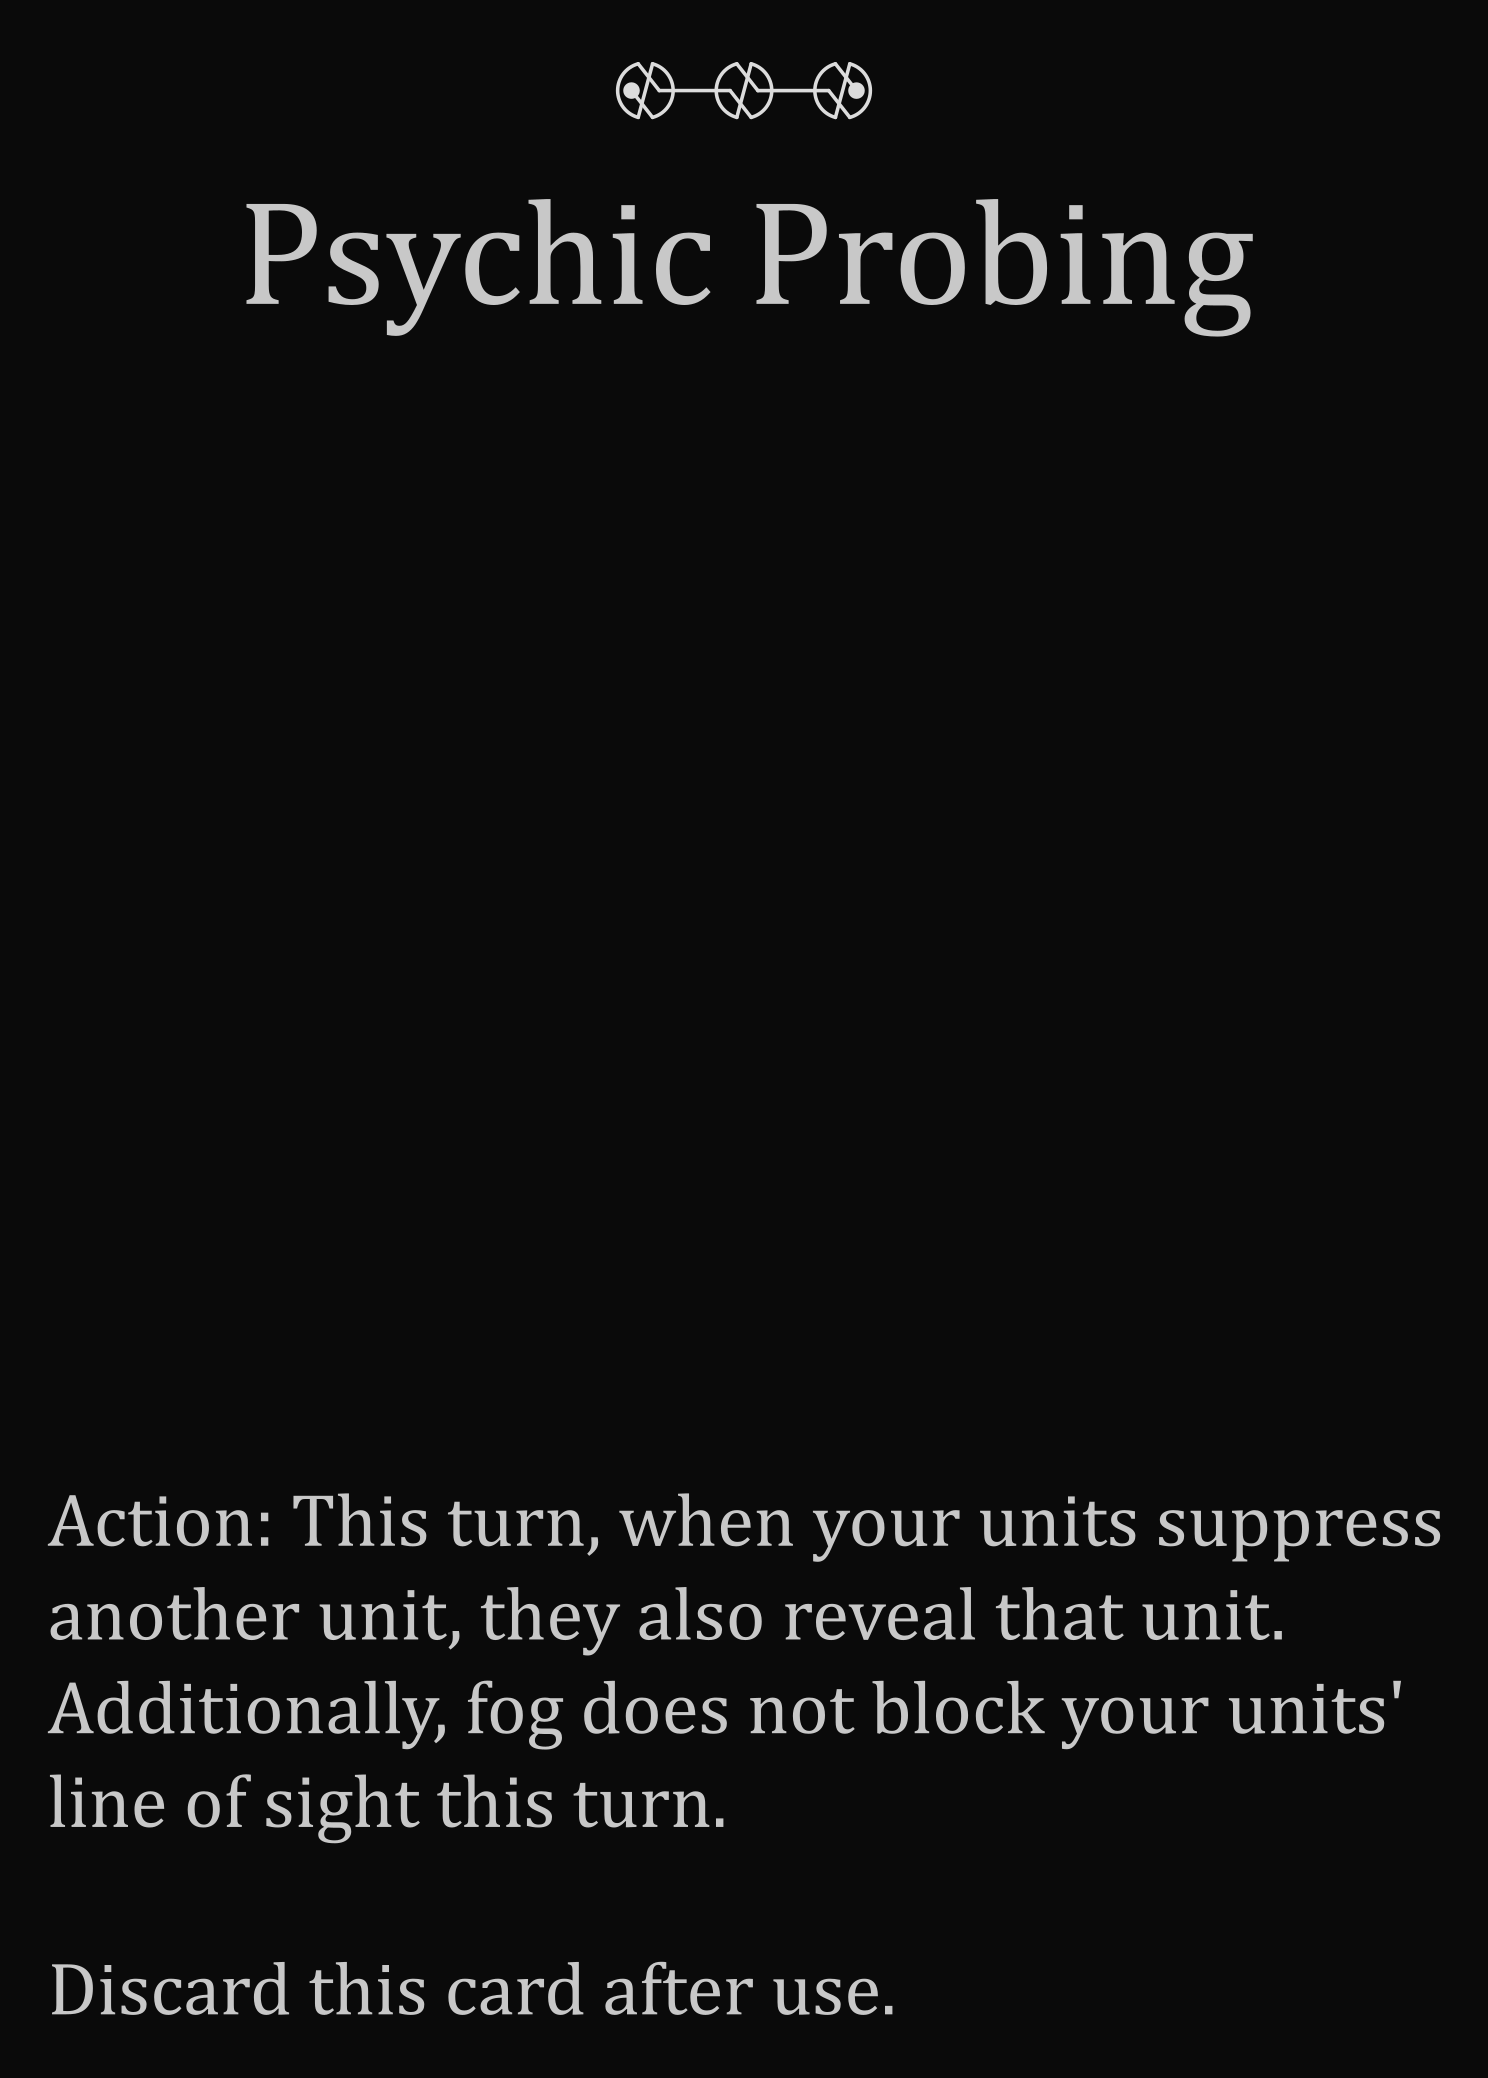 Psychic Probing
Action: This turn, when your units suppress
another unit, they also reveal that unit.
Additionally, fog does not block your units'
line of sight this turn.
Discard this card after use.